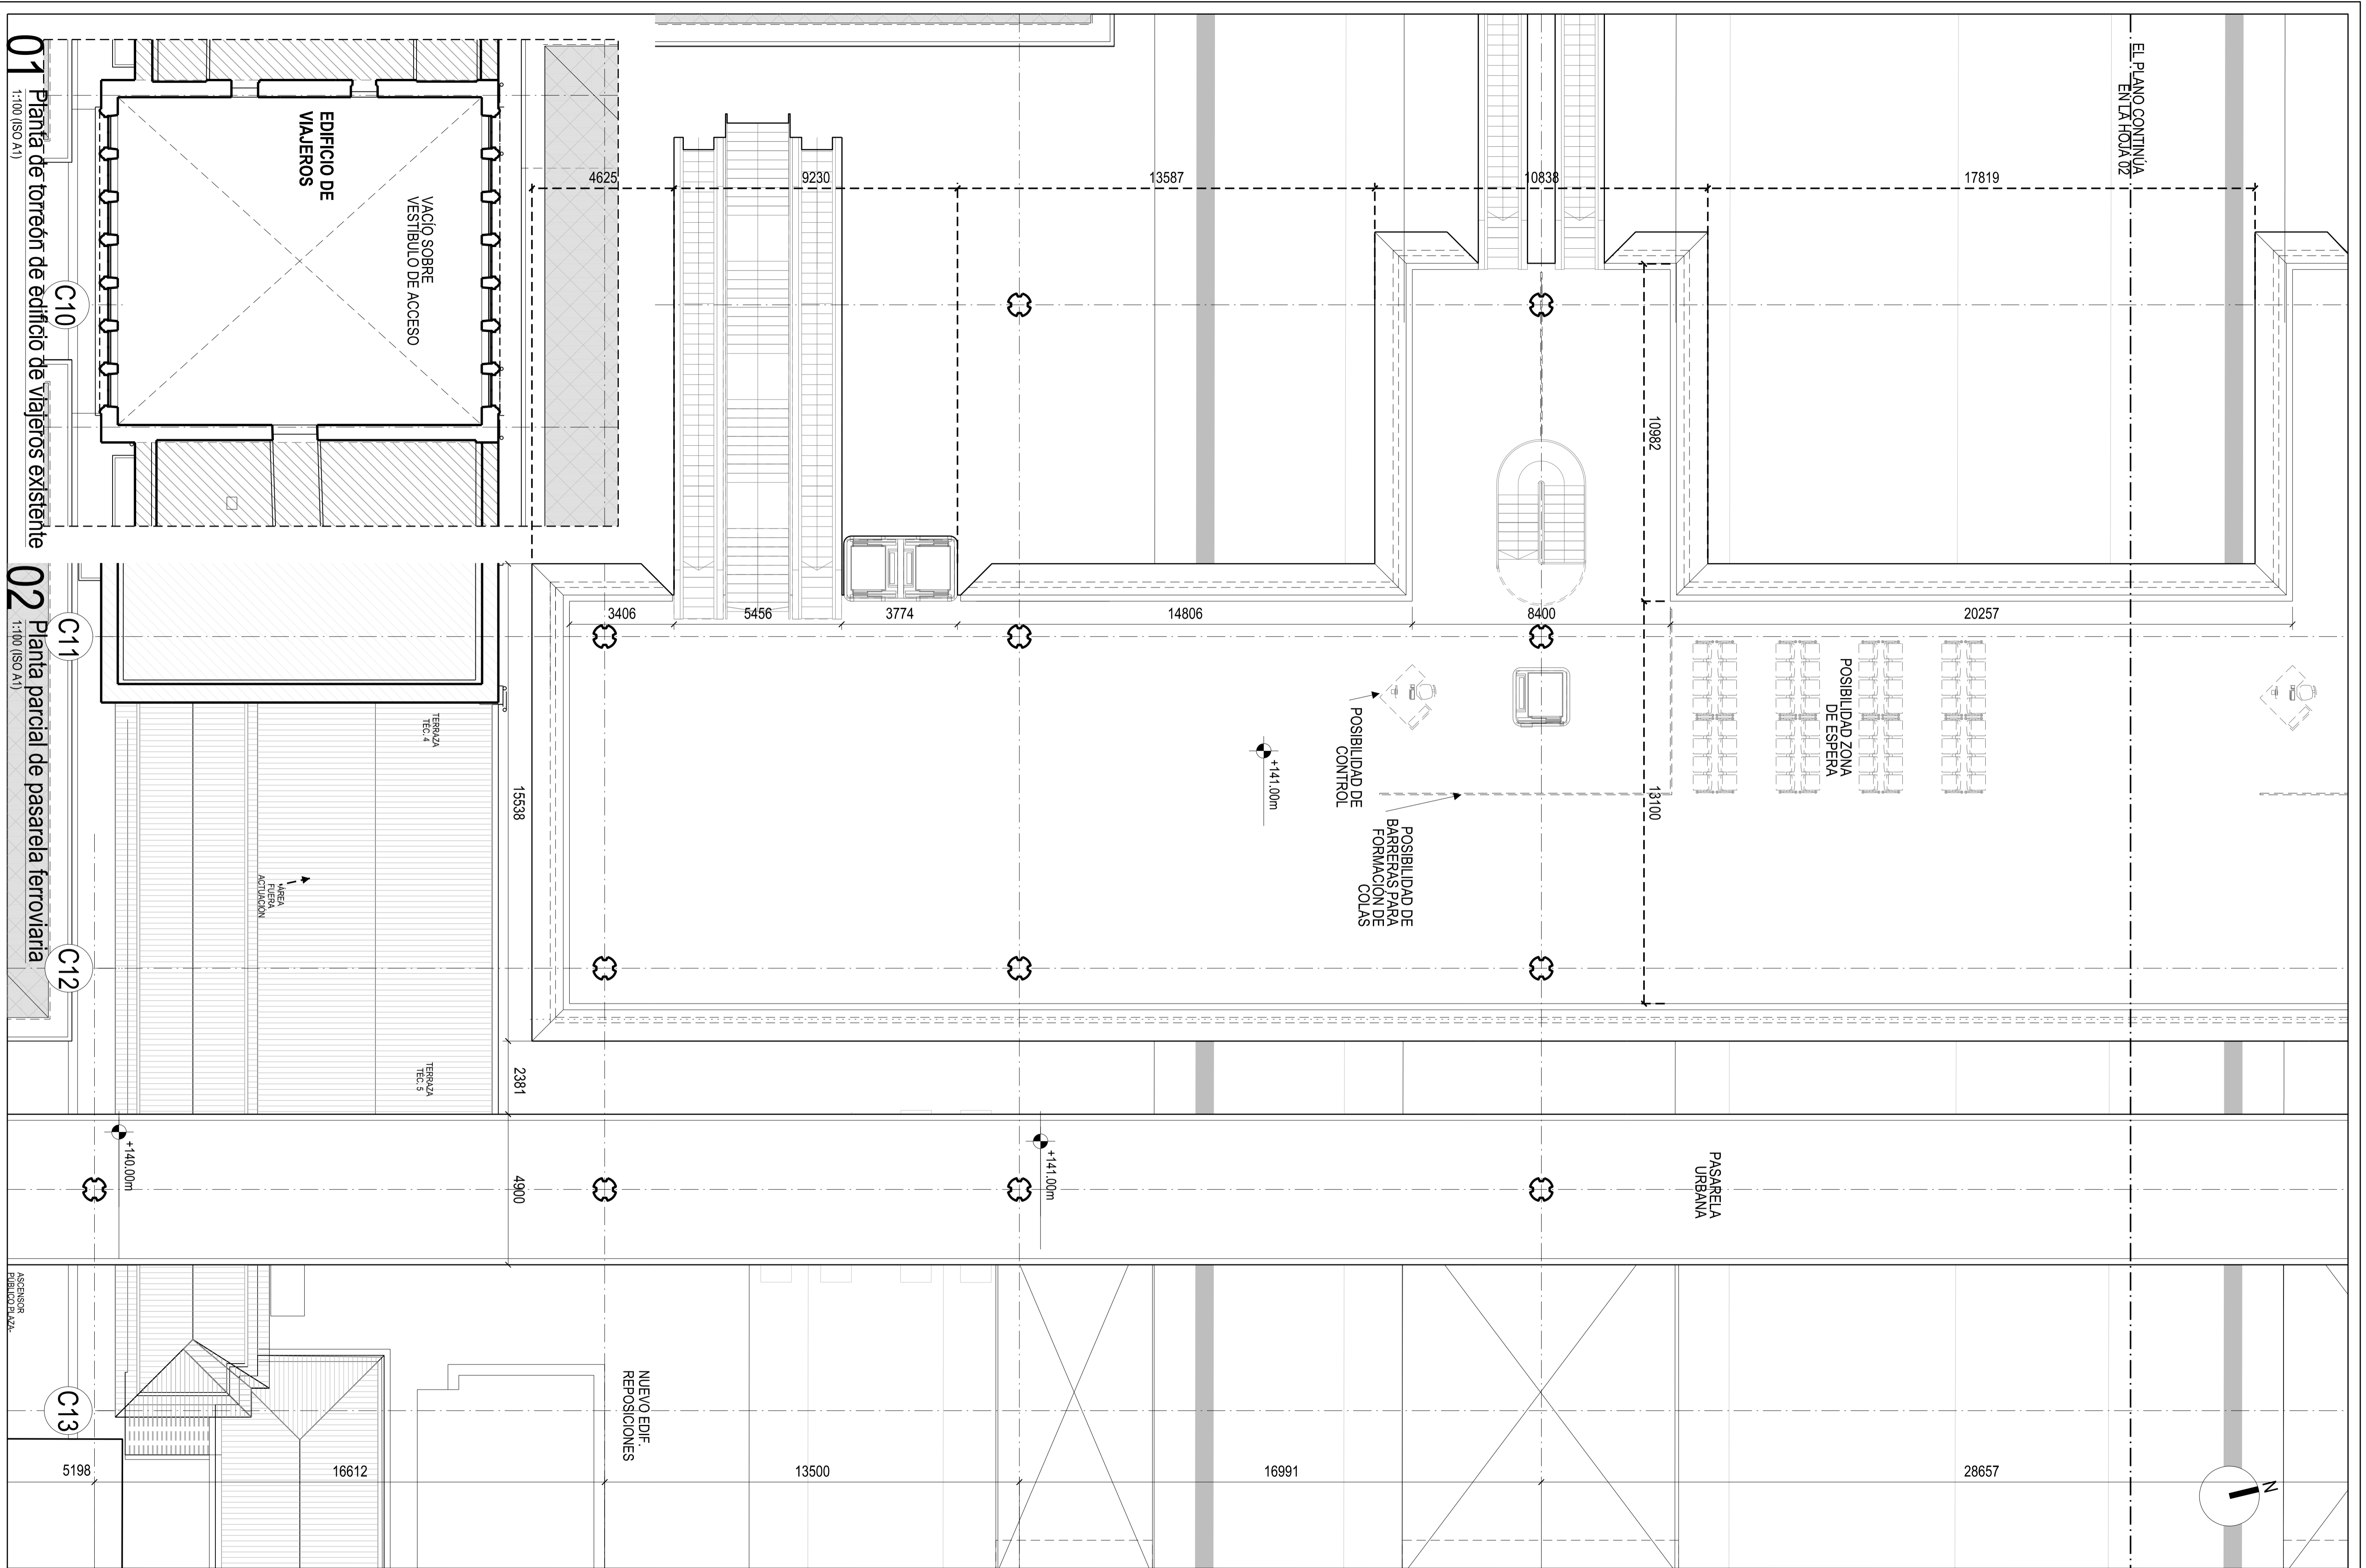 EL PLANO CONTINÚA
EN LA HOJA 02
4625
9230
13587
10838
17819
EDIFICIO DE
VIAJEROS
VACÍO SOBRE
VESTÍBULO DE ACCESO
01
Planta de torreón de edificio de viajeros existente
1:100 (ISO A1)
C10
10982
3406
5456
3774
14806
8400
20257
02
Planta parcial de pasarela ferroviaria
1:100 (ISO A1)
C11
POSIBILIDAD ZONA
DE ESPERA
POSIBILIDAD DE
CONTROL
+141.00m
13100
POSIBILIDAD DE
BARRERAS PARA
FORMACIÓN DE
COLAS
TERRAZA
TÉC. 4
15538
ÁREA
FUERA
ACTUACIÓN
C12
TERRAZA
TÉC. 5
2381
+140.00m
+141.00m
4900
PASARELA
URBANA
ASCENSOR
PÚBLICO PLAZA-
C13
NUEVO EDIF.
REPOSICIONES
5198
16612
13500
16991
28657
N